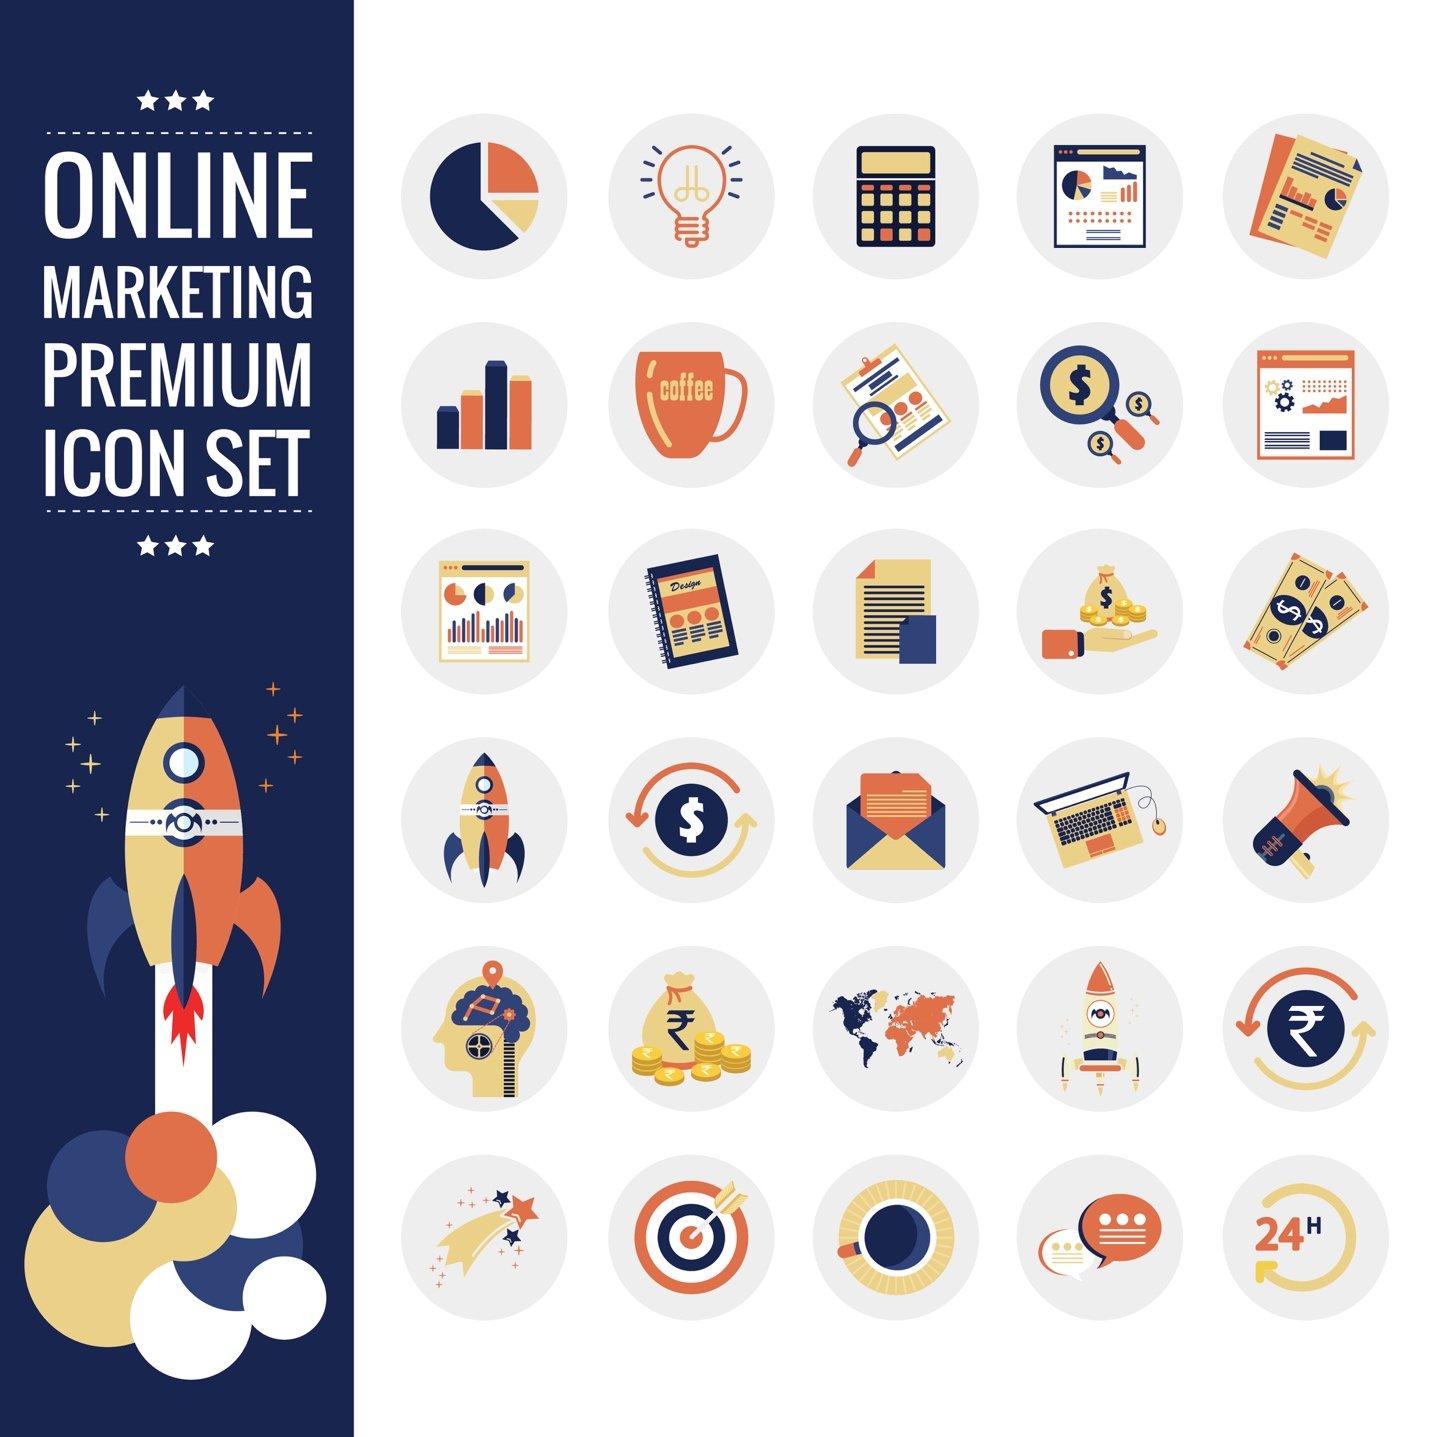 ONLINE
MARKETING
PREMIUM
ICON SET
coffee
$
$
$
Design
$
$
$
$
₹
₹
₹
₹
₹
₹
₹
24H